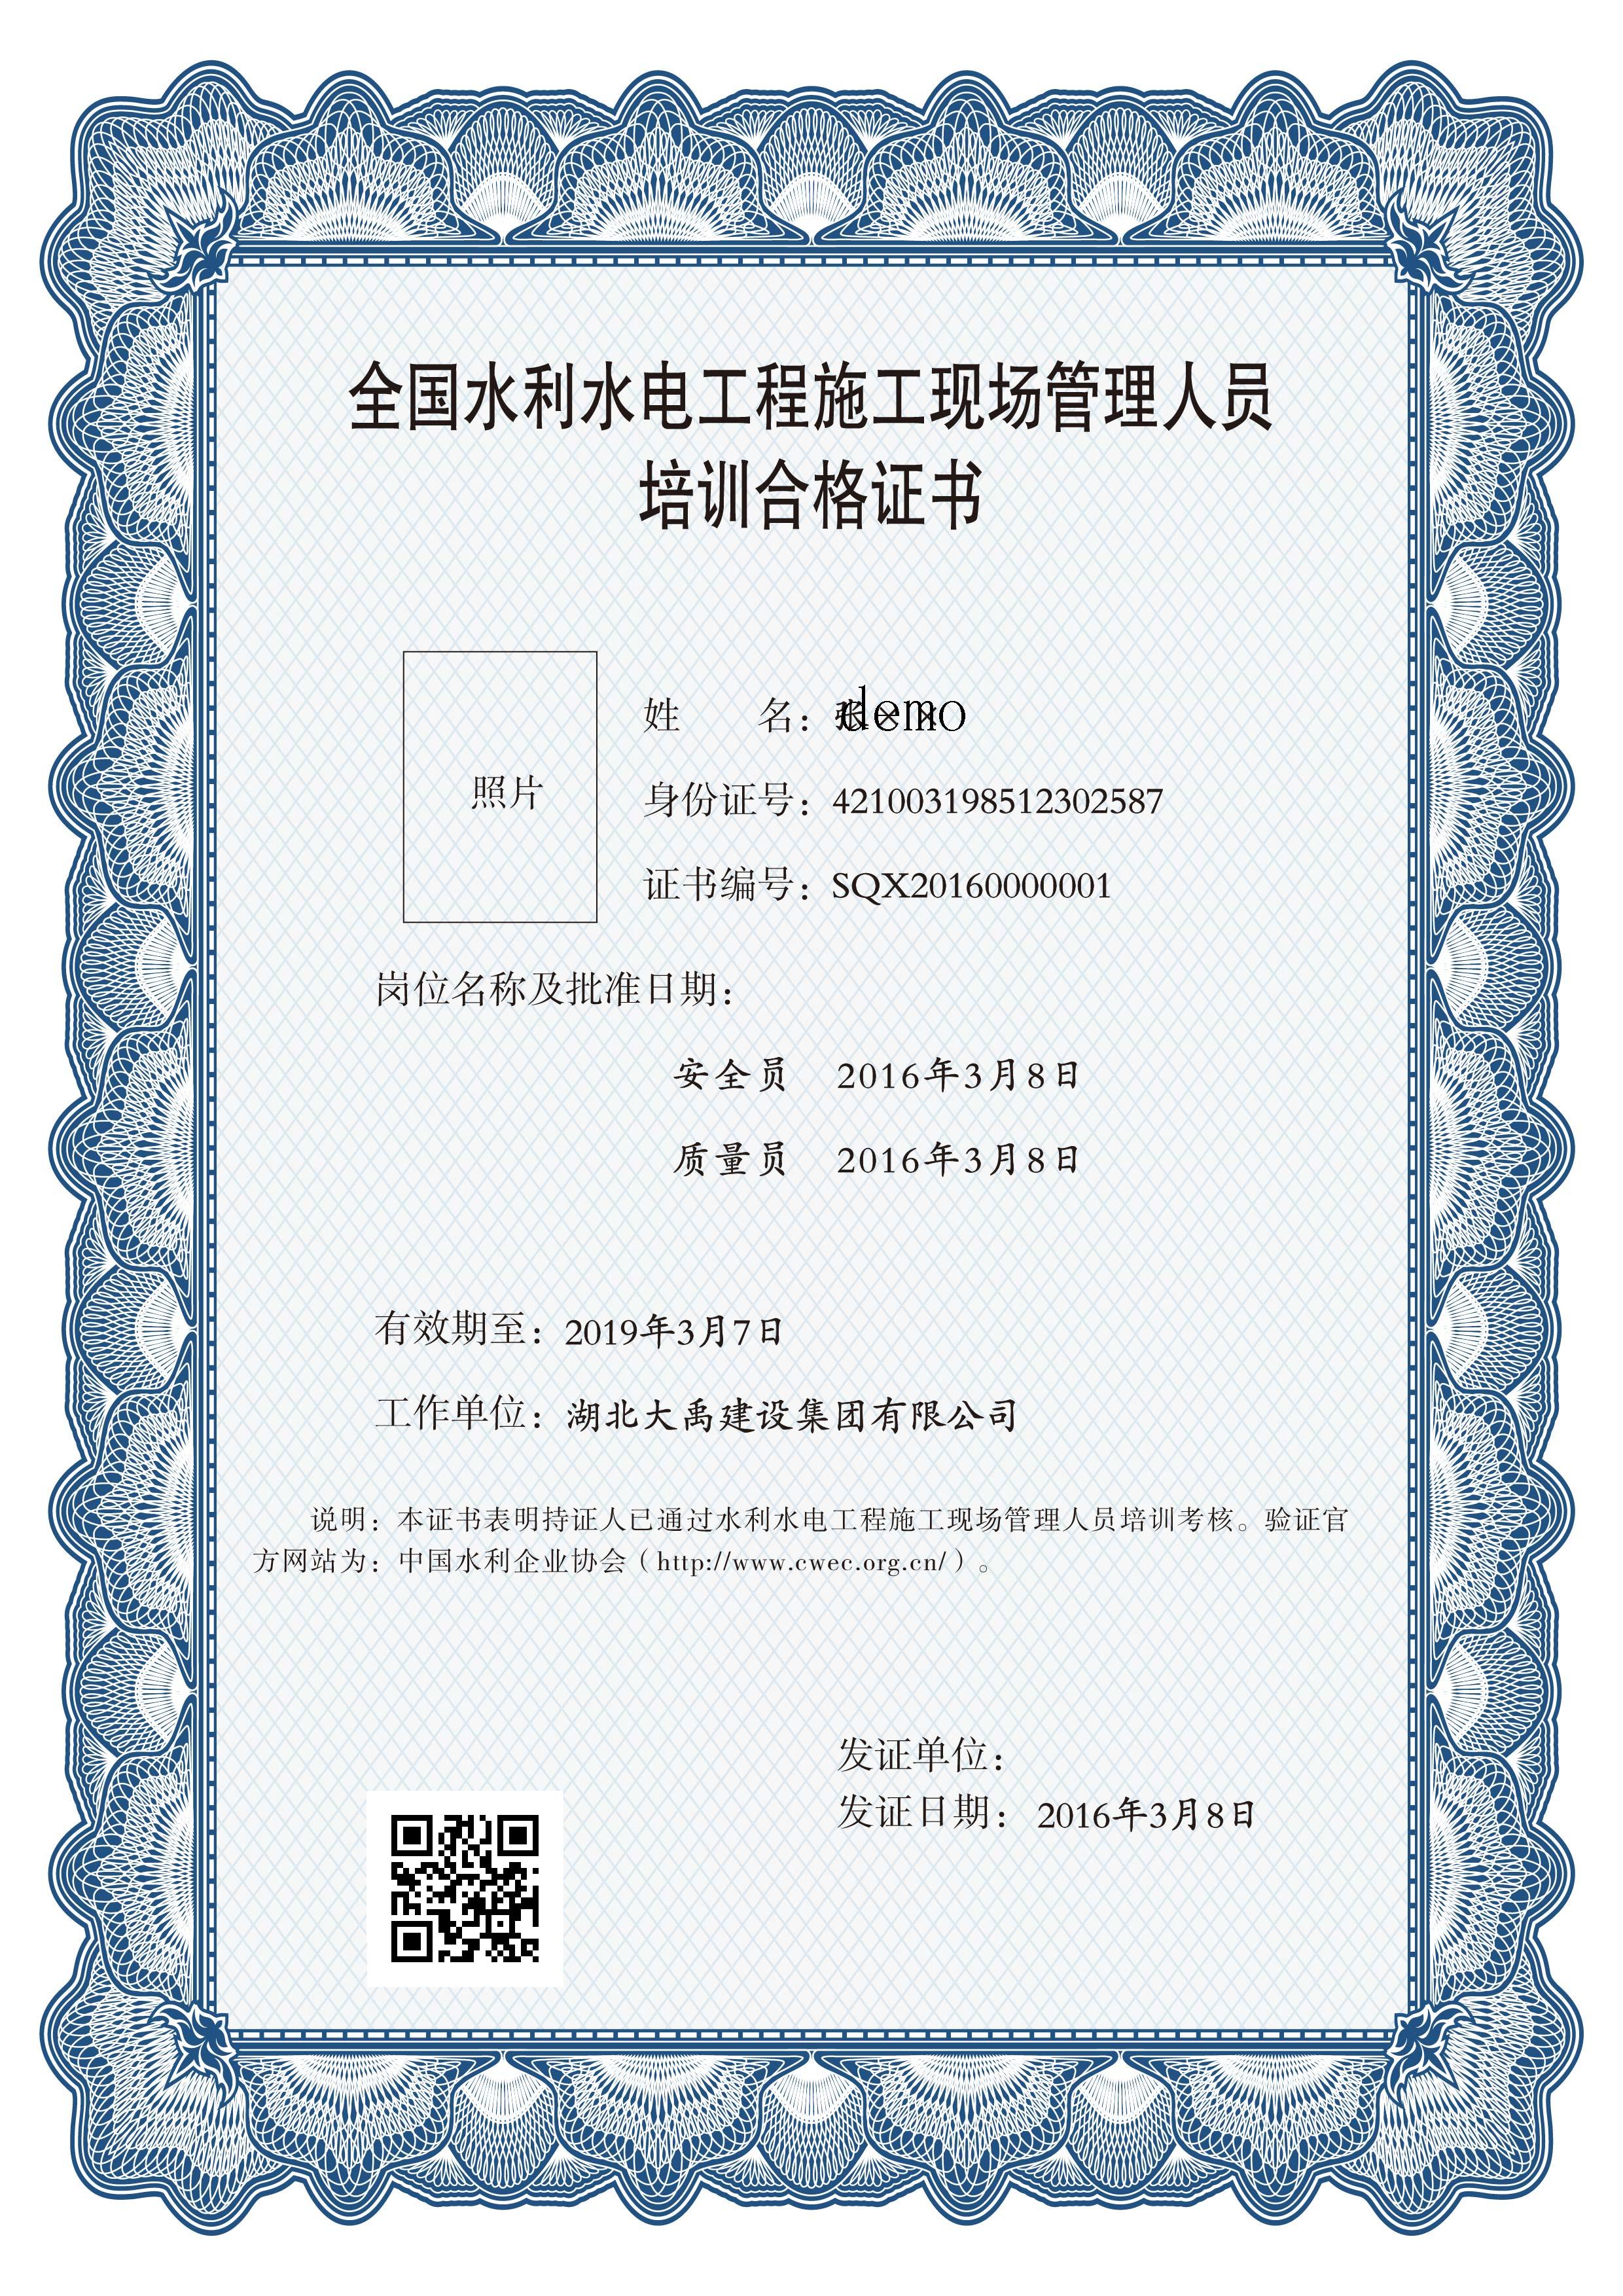 全国水利水电工程施工现场管理人员
培训合格证书
照片
姓 名：demo
身份证号：421003198512302587
证书编号：SQX20160000001
岗位名称及批准日期：
安全员 2016年3月8日
质量员 2016年3月8日
有效期至：2019年3月7日
工作单位：湖北大禹建设集团有限公司
说明：本证书表明持证人已通过水利水电工程施工现场管理人员培训考核。验证官
方网站为：中国水利企业协会（http://www.cwec.org.cn/）。
发证单位：
发证日期：2016年3月8日